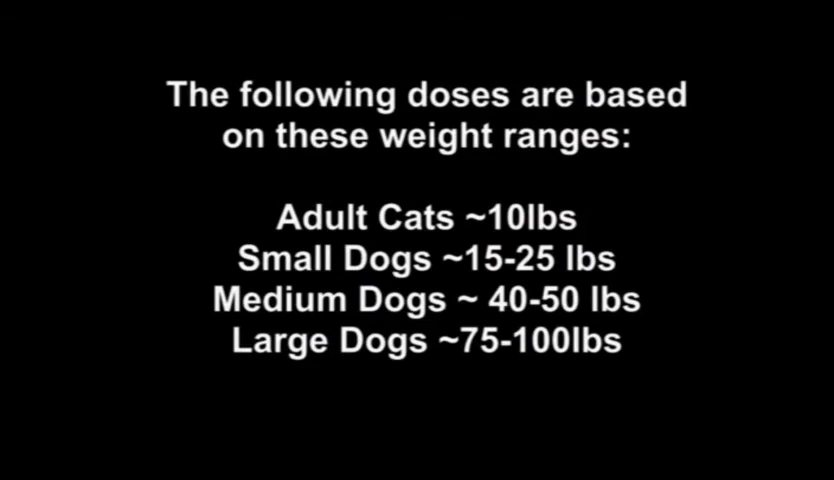 The following doses are based
on these weight ranges:
Adult Cats ~10lbs
Small Dogs ~15-25 lbs
Medium Dogs ~ 40-50 lbs
Large Dogs ~75-100lbs